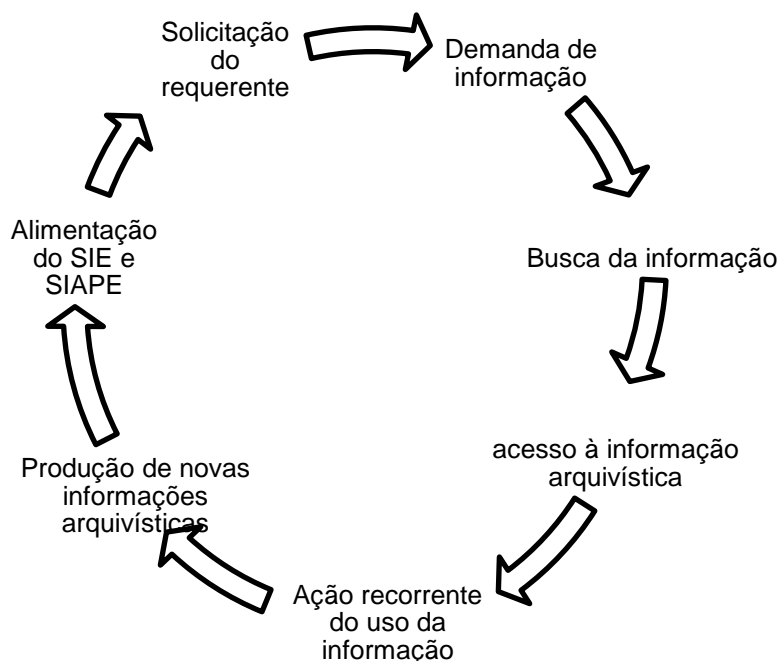 Solicitação
do
requerente
Demanda de
informação
Busca da informação
acesso à informação
arquivística
Ação recorrente
do uso da
informação
Produção de novas
informações
arquivísticas
Alimentação
do SIE e
SIAPE